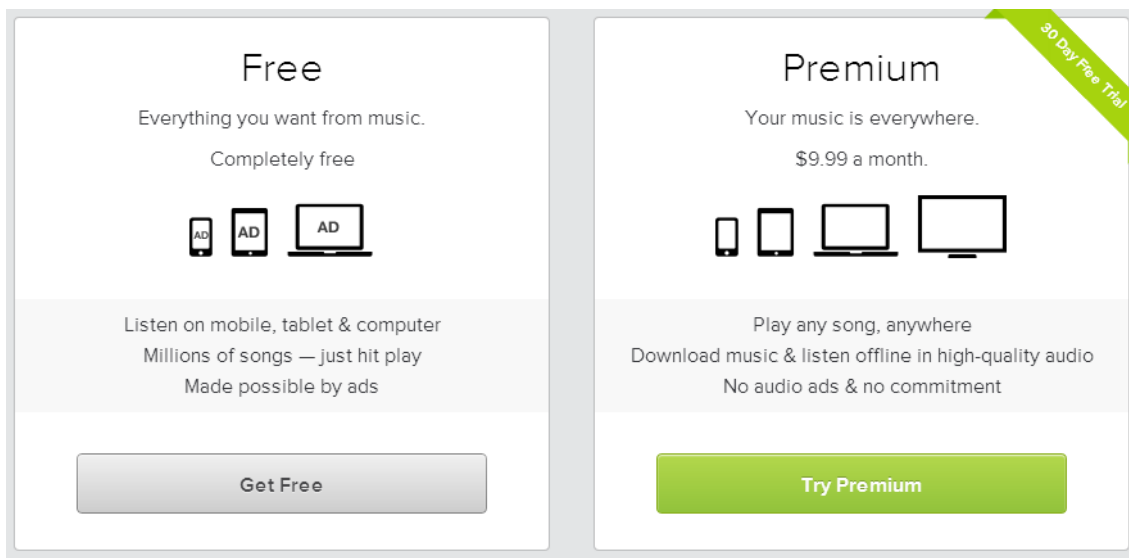 Free
Everything you want from music.
Completely free
AD
AD
AD
Listen on mobile, tablet & computer
Millions of songs — just hit play
Made possible by ads
Get Free
30 Day Free Trial
Premium
Your music is everywhere.
$9.99 a month.
Play any song, anywhere
Download music & listen offline in high-quality audio
No audio ads & no commitment
Try Premium